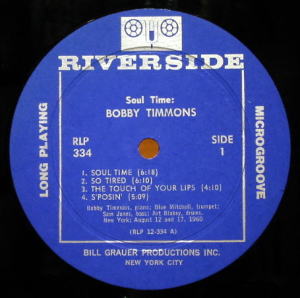 RIVERSIDE
Soul Time:
BOBBY TIMMONS
LONG PLAYING
MICROGROOVE
RLP
334
SIDE
1
1. SOUL TIME (6:18)
2. SO TIRED (6:10)
3. THE TOUCH OF YOUR LIPS (4:10)
4. S'POSIN' (5:09)
Bobby Timmons, piano; Blue Mitchell, trumpet;
Sam Jones, bass; Art Blakey, drums.
New York; August 12 and 17, 1960
(RLP 12-334 A)
BILL GRAUER PRODUCTIONS INC.
NEW YORK CITY